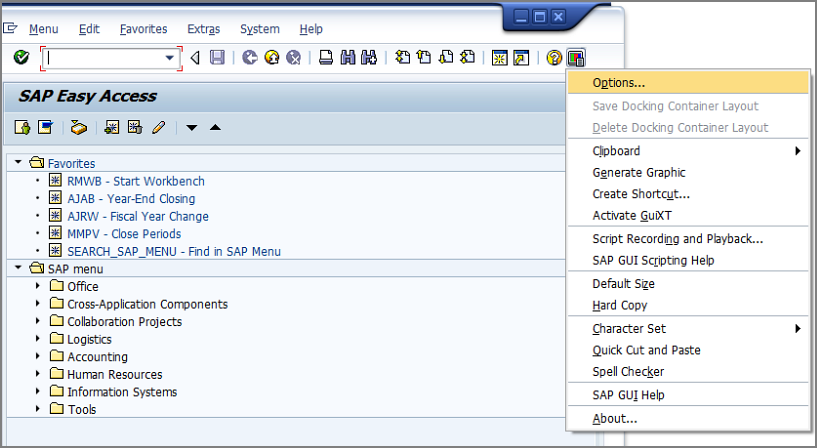 Menu Edit Favorites Extras System Help
SAP Easy Access
Favorites
RMWB - Start Workbench
AJAB - Year-End Closing
AJRW - Fiscal Year Change
MMPV - Close Periods
SEARCH_SAP_MENU - Find in SAP Menu
SAP menu
Office
Cross-Application Components
Collaboration Projects
Logistics
Accounting
Human Resources
Information Systems
Tools
Options...
Save Docking Container Layout
Delete Docking Container Layout
Clipboard
Generate Graphic
Create Shortcut...
Activate GuiXT
Script Recording and Playback...
SAP GUI Scripting Help
Default Size
Hard Copy
Character Set
Quick Cut and Paste
Spell Checker
SAP GUI Help
About...